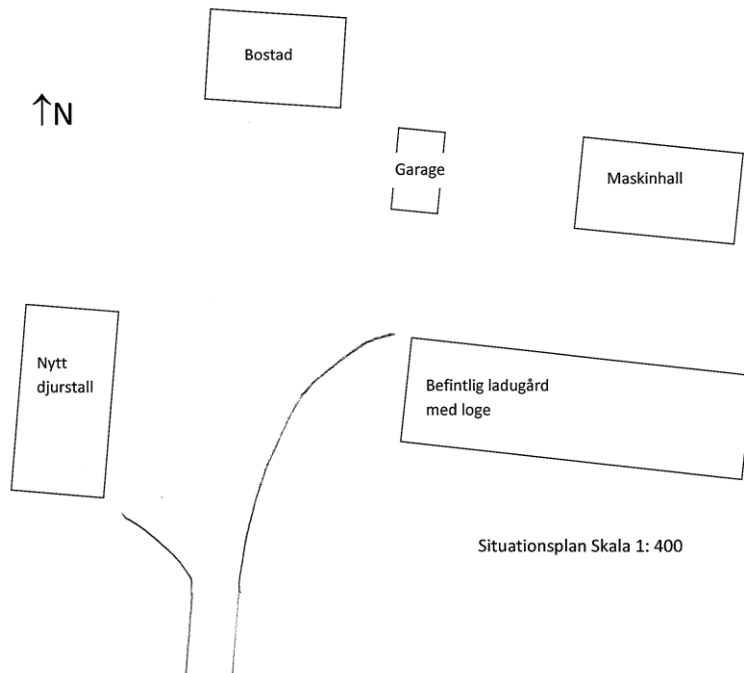 Bostad
↑N
Garage
Maskinhall
Nytt
djurstall
Befintlig ladugård
med loge
Situationsplan Skala 1: 400